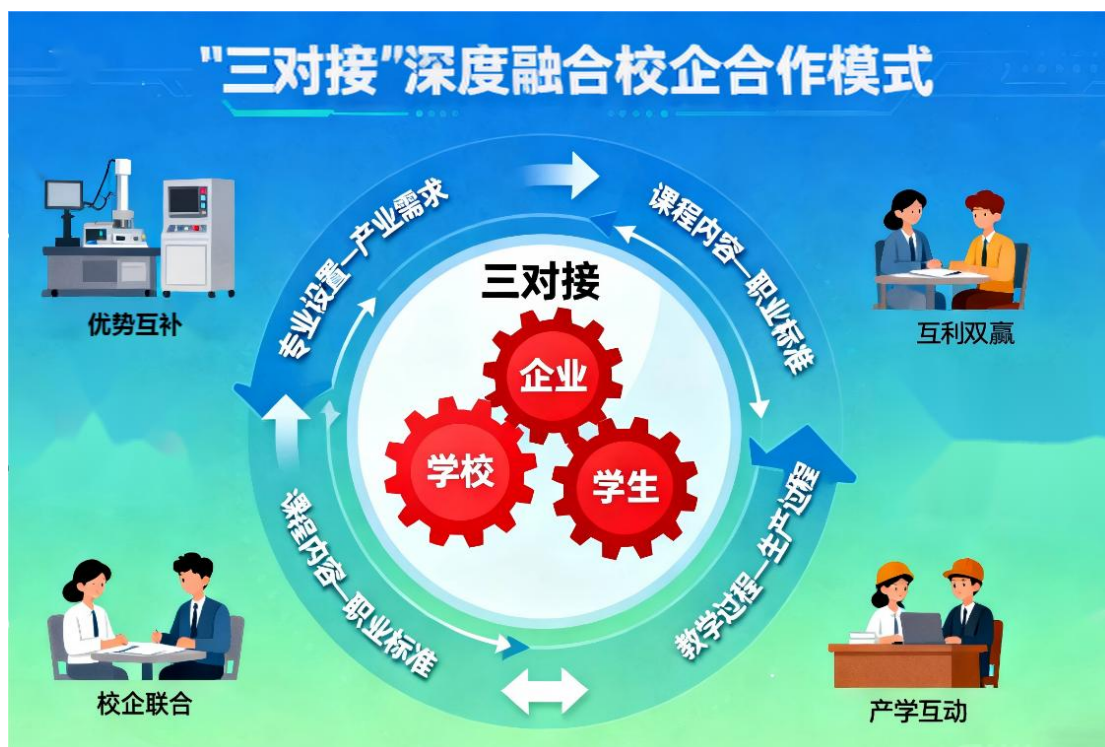 "三对接"深度融合校企合作模式
专业设置—产业需求
课程内容—职业标准
优势互补
三对接
企业
学校
学生
互利双赢
课程内容—职业标准
教学过程—生产过程
校企联合
产学互动